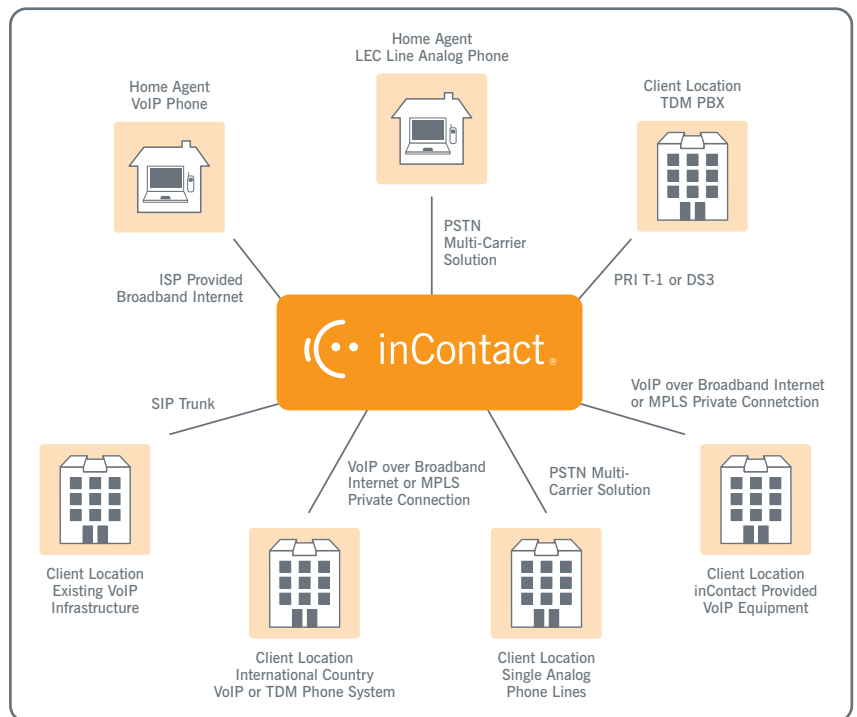 Home Agent
LEC Line Analog Phone
Home Agent
VoIP Phone
Client Location
TDM PBX
PSTN
Multi-Carrier
Solution
ISP Provided
Broadband Internet
PRI T-1 or DS3
inContact®
SIP Trunk
VoIP over Broadband Internet
or MPLS Private Connetction
VoIP over Broadband
Internet or MPLS
Private Connection
PSTN Multi-
Carrier Solution
Client Location
Existing VoIP
Infrastructure
Client Location
International Country
VoIP or TDM Phone System
Client Location
Single Analog
Phone Lines
Client Location
inContact Provided
VoIP Equipment